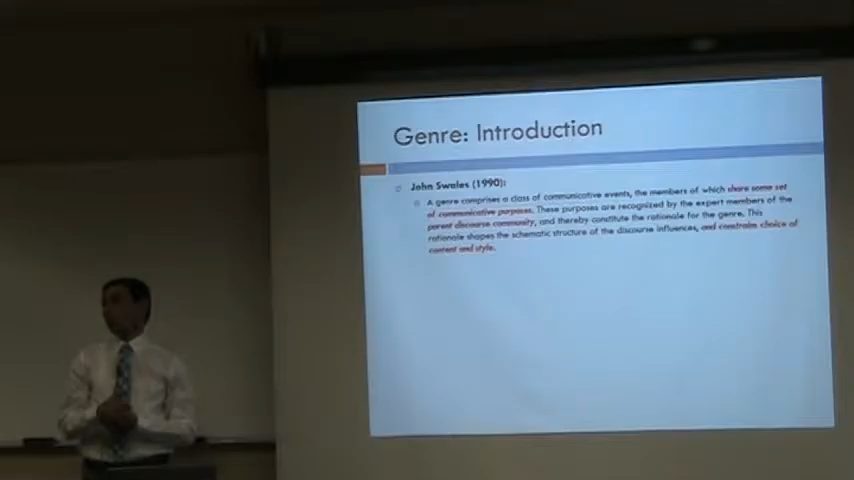 Genre: Introduction
John Swales (1990):
A genre comprises a class of communicative events, the members of which share some set
of communicative purposes. These purposes are recognized by the expert members of the
parent discourse community, and thereby constitute the rationale for the genre. This
rationale shapes the schematic structure of the discourse influences, and constraim choice of
content and style.